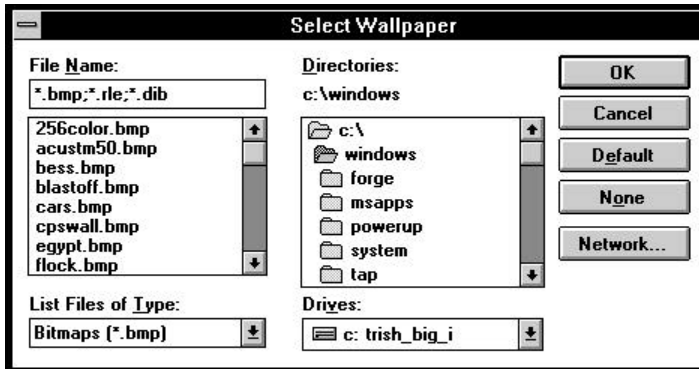 Select Wallpaper
File Name:
*.bmp;*.rle;*.dib
256color.bmp
acustm50.bmp
bess.bmp
blastoff.bmp
cars.bmp
cpswall.bmp
egypt.bmp
flock.bmp
List Files of Type:
Bitmaps (*.bmp)
Directories:
c:\windows
c:\
windows
forge
msapps
powerup
system
tap
Drives:
c: trish_big_i
OK
Cancel
Default
None
Network...